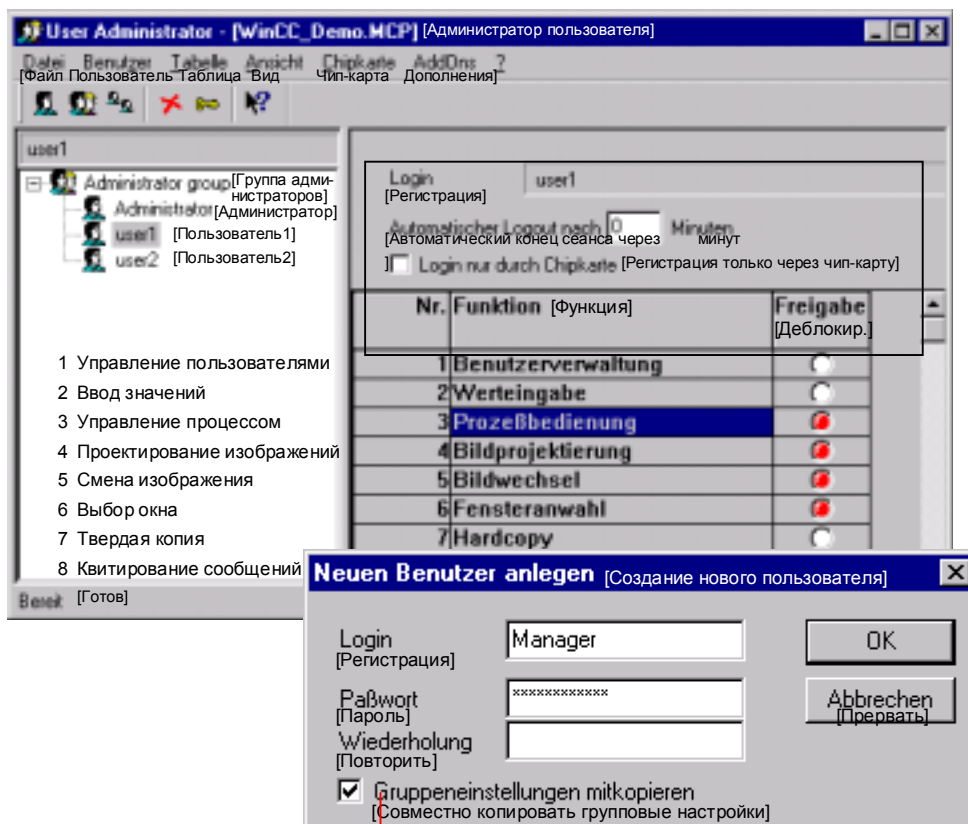 User Administrator - [WinCC_Demo.MCP] [Администратор пользователя]
Datei Benutzer Tabelle Ansicht Chipkarte AddOns ?
[Файл Пользователь Таблица Вид Чип-карта Дополнения]
user1
Administrator group [Группа адми-
нистраторов]
Administrator [Администратор]
user1 [Пользователь1]
user2 [Пользователь2]
1 Управление пользователями
2 Ввод значений
3 Управление процессом
4 Проектирование изображений
5 Смена изображения
6 Выбор окна
7 Твердая копия
8 Квитирование сообщений
Bereit [Готов]
Login user1
[Регистрация]
Automatischer Logout nach 0 Minuten
[Автоматический конец сеанса через минут
] Login nur durch Chipkarte [Регистрация только через чип-карту]
Nr. Funktion [Функция] Freigabe
[Деблокир.]
1 Benutzerverwaltung
2 Werteingabe
3 Prozeßbedienung
4 Bildprojektierung
5 Bildwechsel
6 Fensteranwahl
7 Hardcopy
Neuen Benutzer anlegen [Создание нового пользователя]
Login Manager OK
[Регистрация]
Paßwort ************ Abbrechen
[Пароль] [Прервать]
Wiederholung
[Повторить]
Gruppeneinstellungen mitkopieren
[Совместно копировать групповые настройки]